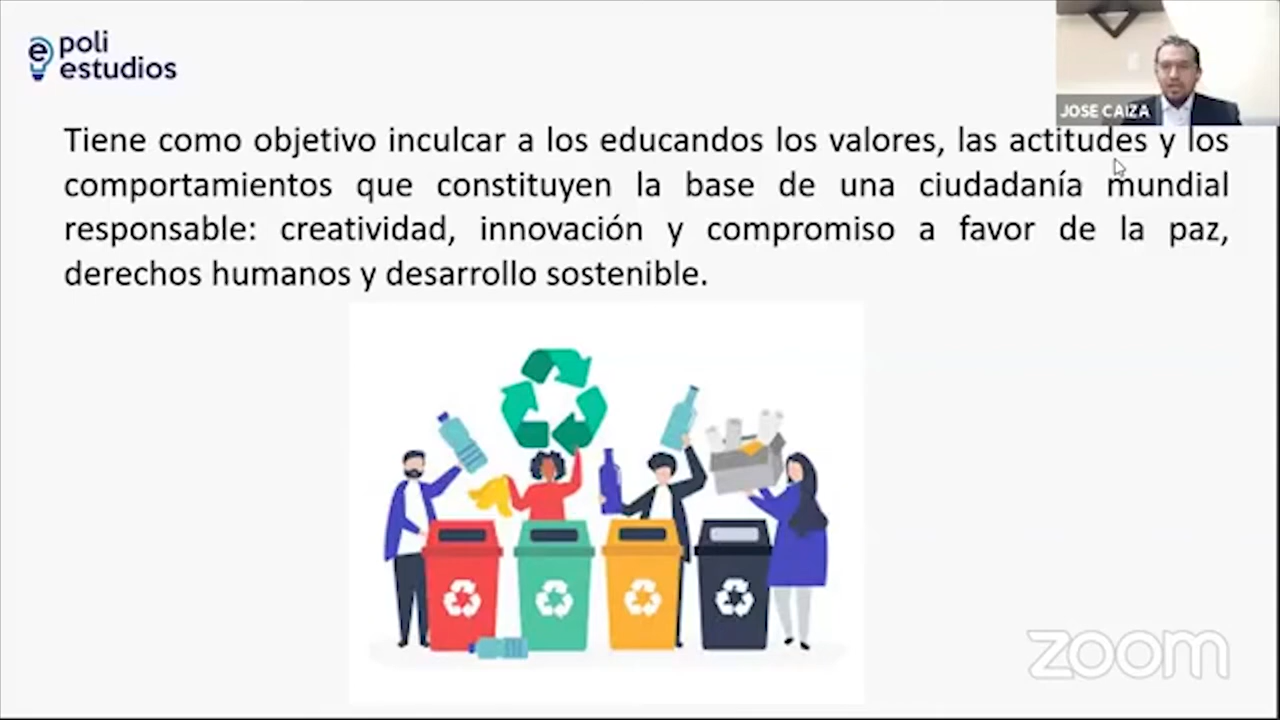 poli
estudios
JOSE CAIZA
Tiene como objetivo inculcar a los educandos los valores, las actitudes y los
comportamientos que constituyen la base de una ciudadanía mundial
responsable: creatividad, innovación y compromiso a favor de la paz,
derechos humanos y desarrollo sostenible.
zoom